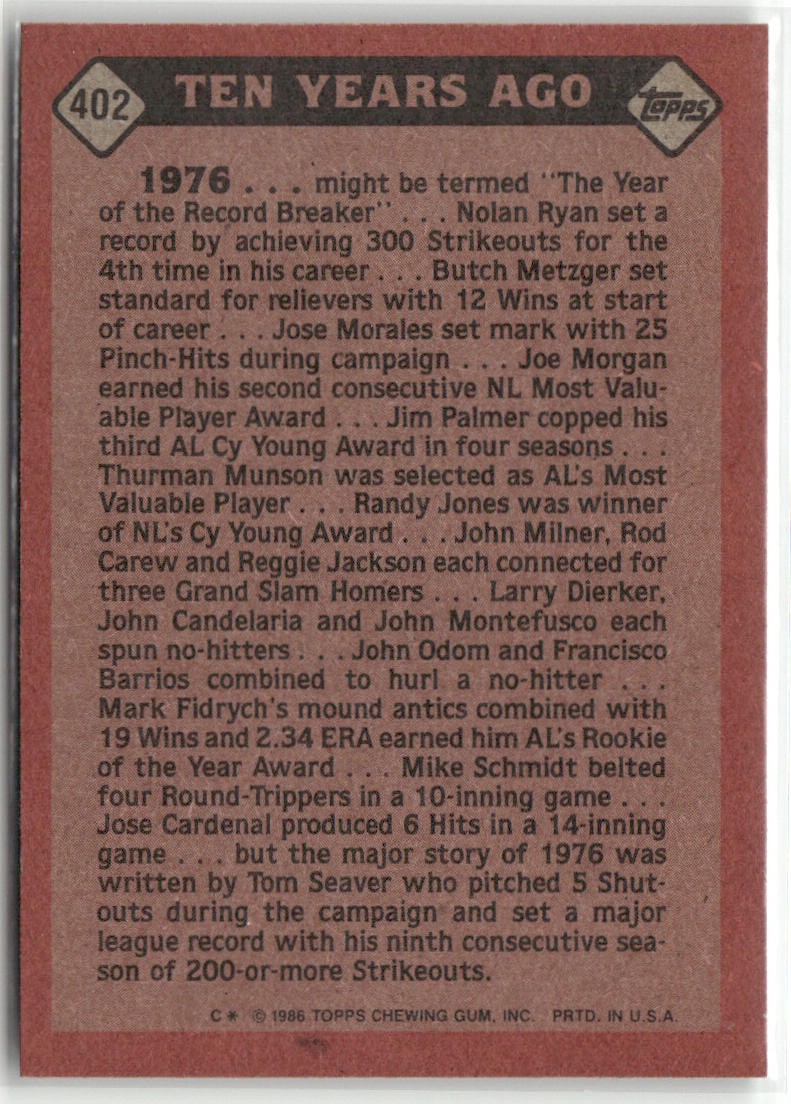 402 TEN YEARS AGO topps
1976 . . . might be termed "The Year
of the Record Breaker" . . . Nolan Ryan set a
record by achieving 300 Strikeouts for the
4th time in his career . . . Butch Metzger set
standard for relievers with 12 Wins at start
of career . . . Jose Morales set mark with 25
Pinch-Hits during campaign . . . Joe Morgan
earned his second consecutive NL Most Valu-
able Player Award . . . Jim Palmer copped his
third AL Cy Young Award in four seasons . . .
Thurman Munson was selected as AL's Most
Valuable Player . . . Randy Jones was winner
of NL's Cy Young Award . . . John Milner, Rod
Carew and Reggie Jackson each connected for
three Grand Slam Homers . . . Larry Dierker,
John Candelaria and John Montefusco each
spun no-hitters . . . John Odom and Francisco
Barrios combined to hurl a no-hitter . . .
Mark Fidrych's mound antics combined with
19 Wins and 2.34 ERA earned him AL's Rookie
of the Year Award . . . Mike Schmidt belted
four Round-Trippers in a 10-inning game . . .
Jose Cardenal produced 6 Hits in a 14-inning
game . . . but the major story of 1976 was
written by Tom Seaver who pitched 5 Shut-
outs during the campaign and set a major
league record with his ninth consecutive sea-
son of 200-or-more Strikeouts.
C* © 1986 TOPPS CHEWING GUM, INC. PRTD. IN U.S.A.